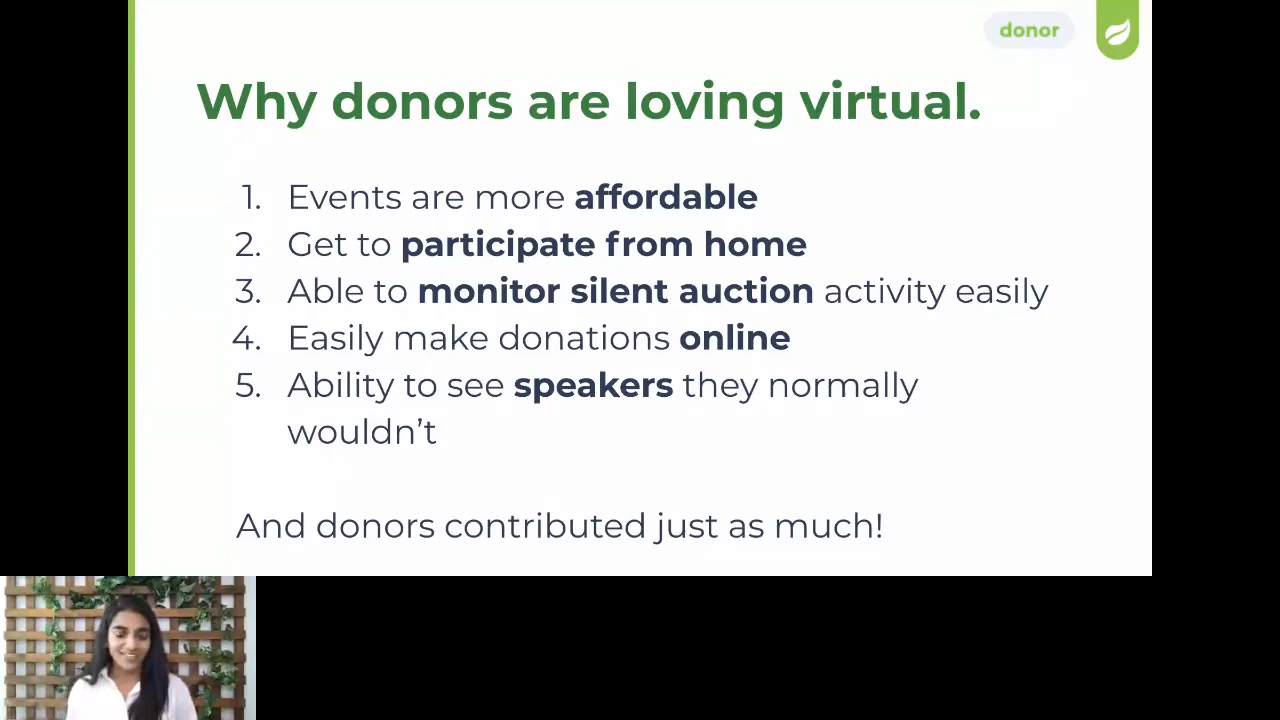 donor
Why donors are loving virtual.
1. Events are more affordable
2. Get to participate from home
3. Able to monitor silent auction activity easily
4. Easily make donations online
5. Ability to see speakers they normally
wouldn’t
And donors contributed just as much!